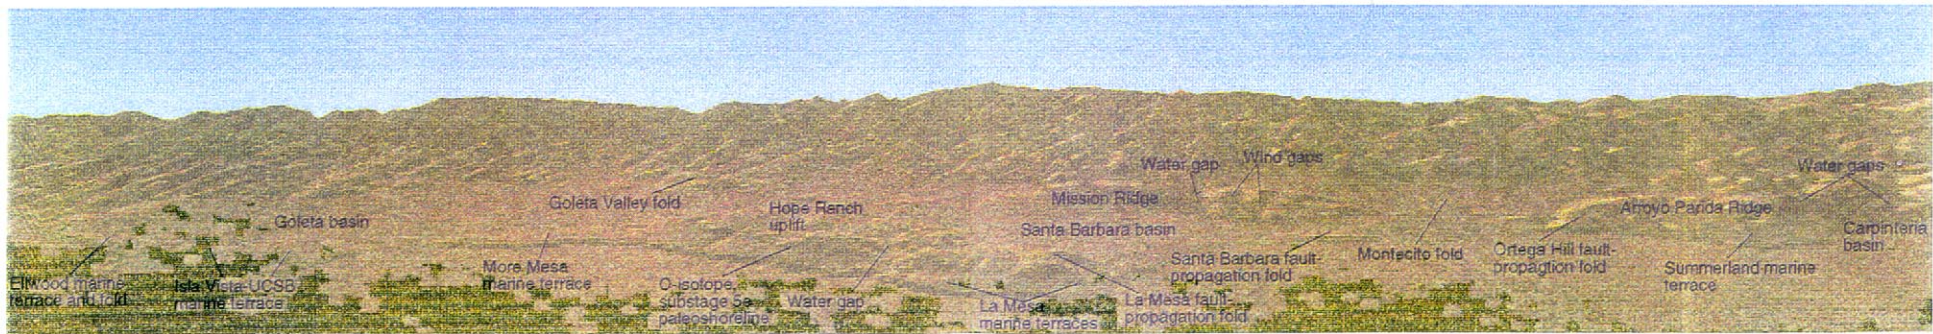 Water gap
Wind gaps
Water gaps
Goleta Valley fold
Hope Ranch
uplift
Mission Ridge
Arroyo Parida Ridge
Goleta basin
Santa Barbara basin
Carpinteria
basin
Montecito fold
Ortega Hill fault-
propagtion fold
Santa Barbara fault-
propagation fold
Summerland marine
terrace
More Mesa
marine terrace
Ellwood marine
terrace and fold
Isla Vista-UCSB
marine terrace
O-isotope,
substage 5e
paleoshoreline
Water gap
La Mesa
marine terraces
La Mesa fault-
propagation fold